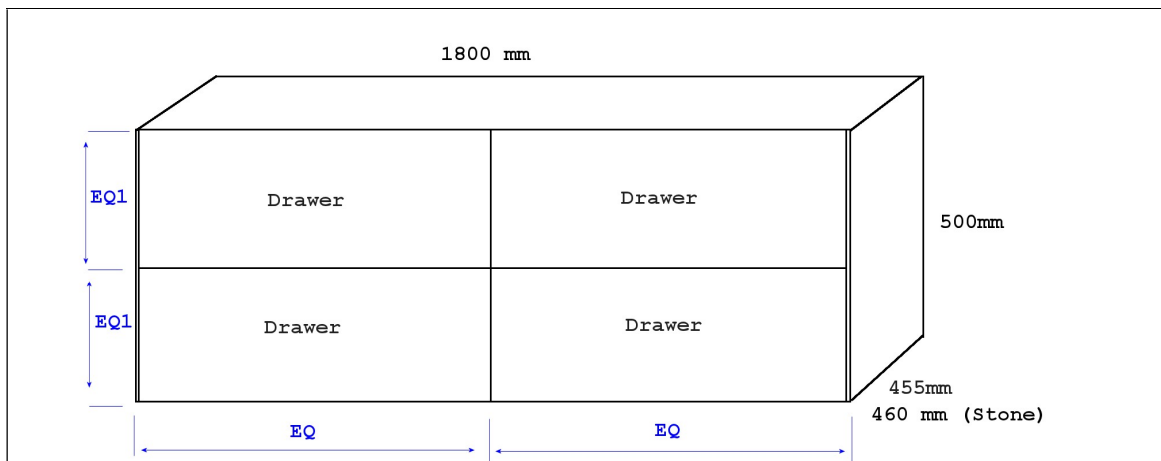 1800 mm
EQ1
Drawer
Drawer
500mm
EQ1
Drawer
Drawer
455mm
460 mm (Stone)
EQ
EQ